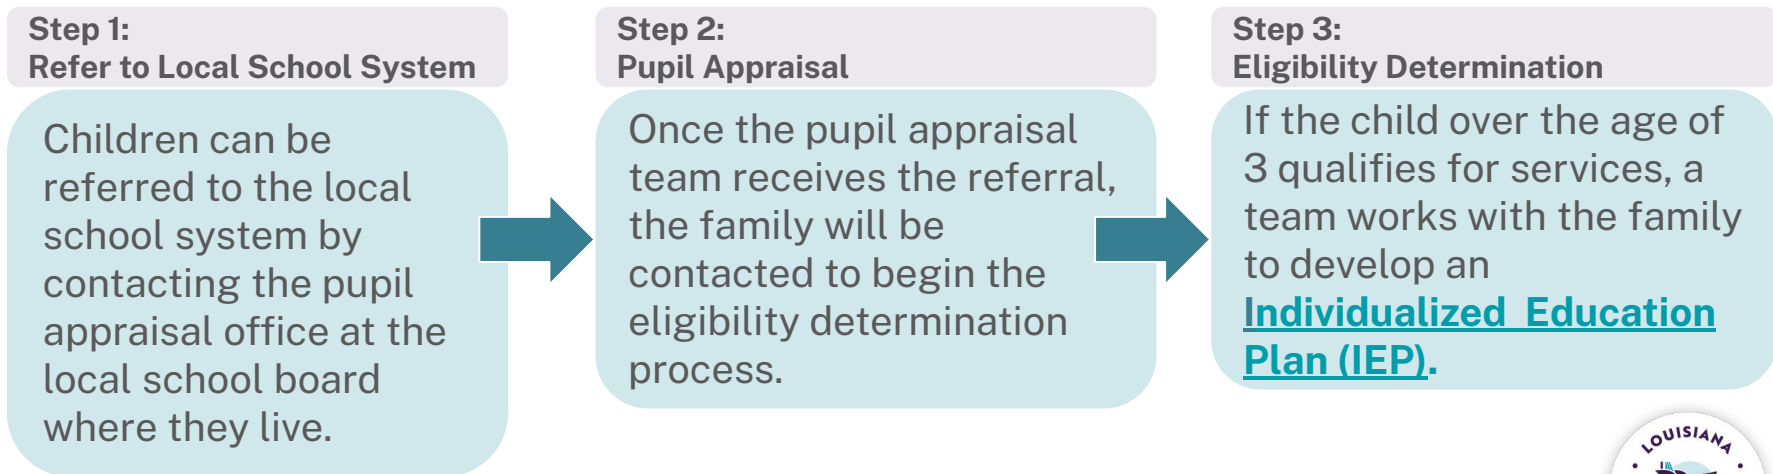 Step 1:
Refer to Local School System
Children can be
referred to the local
school system by
contacting the pupil
appraisal office at the
local school board
where they live.
Step 2:
Pupil Appraisal
Once the pupil appraisal
team receives the referral,
the family will be
contacted to begin the
eligibility determination
process.
Step 3:
Eligibility Determination
If the child over the age of
3 qualifies for services, a
team works with the family
to develop an
Individualized  Education
Plan (IEP).
LOUISIANA